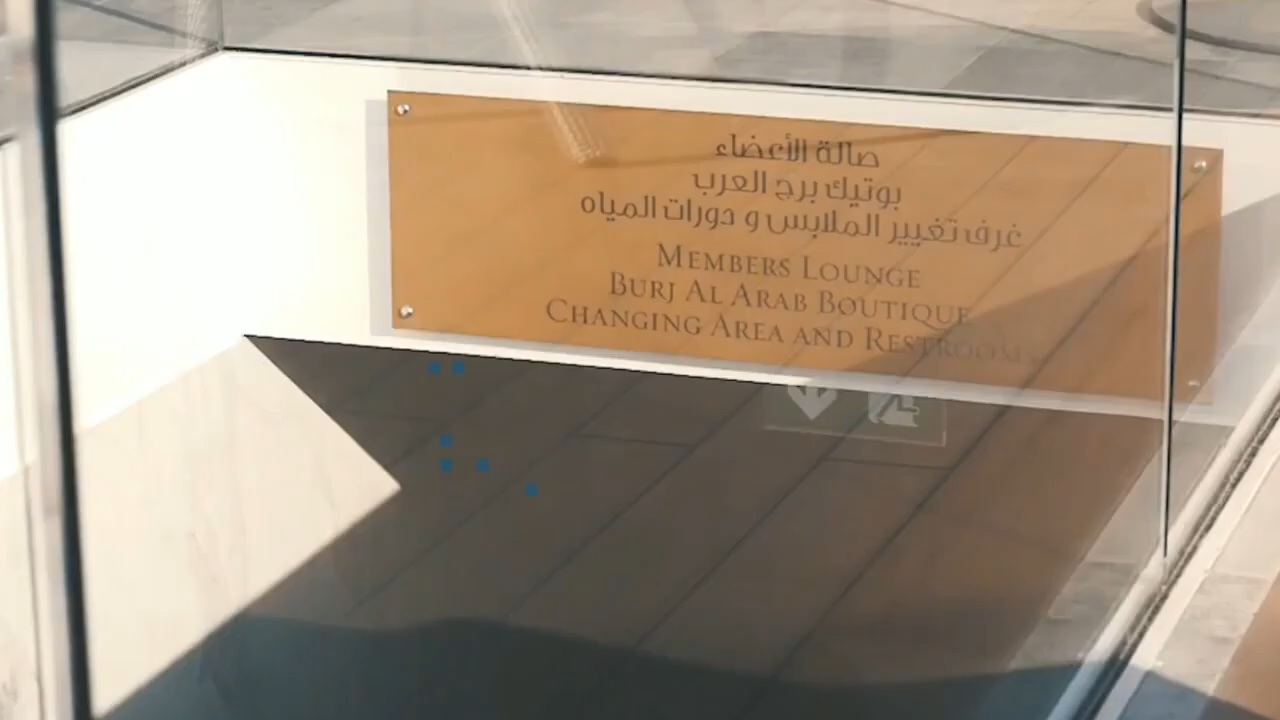 صالة الأعضاء
بوتيك برج العرب
غرف تغيير الملابس و دورات المياه
MEMBERS LOUNGE
BURJ AL ARAB BOUTIQUE
CHANGING AREA AND RESTROOMS